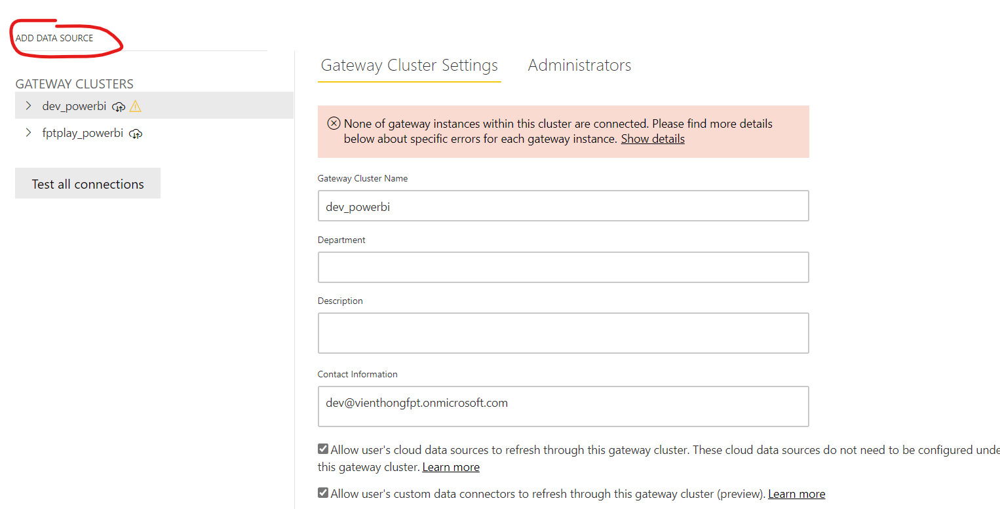 ADD DATA SOURCE
GATEWAY CLUSTERS
dev_powerbi
fptplay_powerbi
Test all connections
Gateway Cluster Settings Administrators
None of gateway instances within this cluster are connected. Please find more details
below about specific errors for each gateway instance. Show details
Gateway Cluster Name
dev_powerbi
Department
Description
Contact Information
dev@vienthongfpt.onmicrosoft.com
Allow user's cloud data sources to refresh through this gateway cluster. These cloud data sources do not need to be configured unde
this gateway cluster. Learn more
Allow user's custom data connectors to refresh through this gateway cluster (preview). Learn more